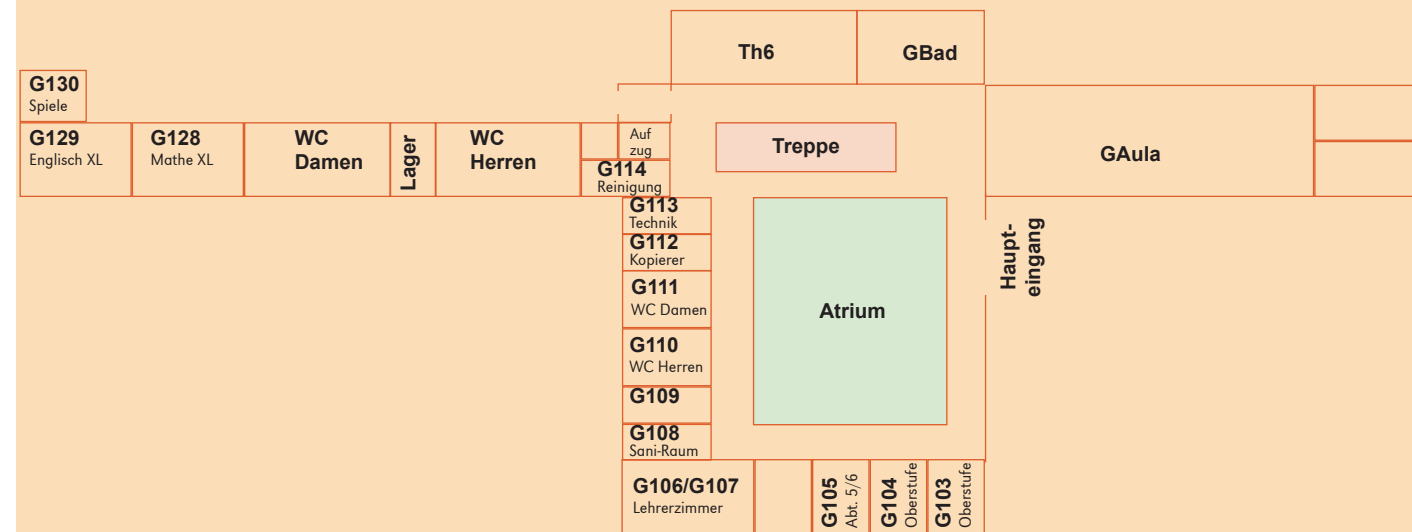 Th6
GBad
G130
Spiele
G129
Englisch XL
G128
Mathe XL
WC
Damen
Lager
WC
Herren
Auf
zug
G114
Reinigung
Treppe
GAula
G113
Technik
G112
Kopierer
G111
WC Damen
G110
WC Herren
G109
G108
Sani-Raum
Atrium
Haupt-
eingang
G106/G107
Lehrerzimmer
G105
Abt. 5/6
G104
Oberstufe
G103
Oberstufe